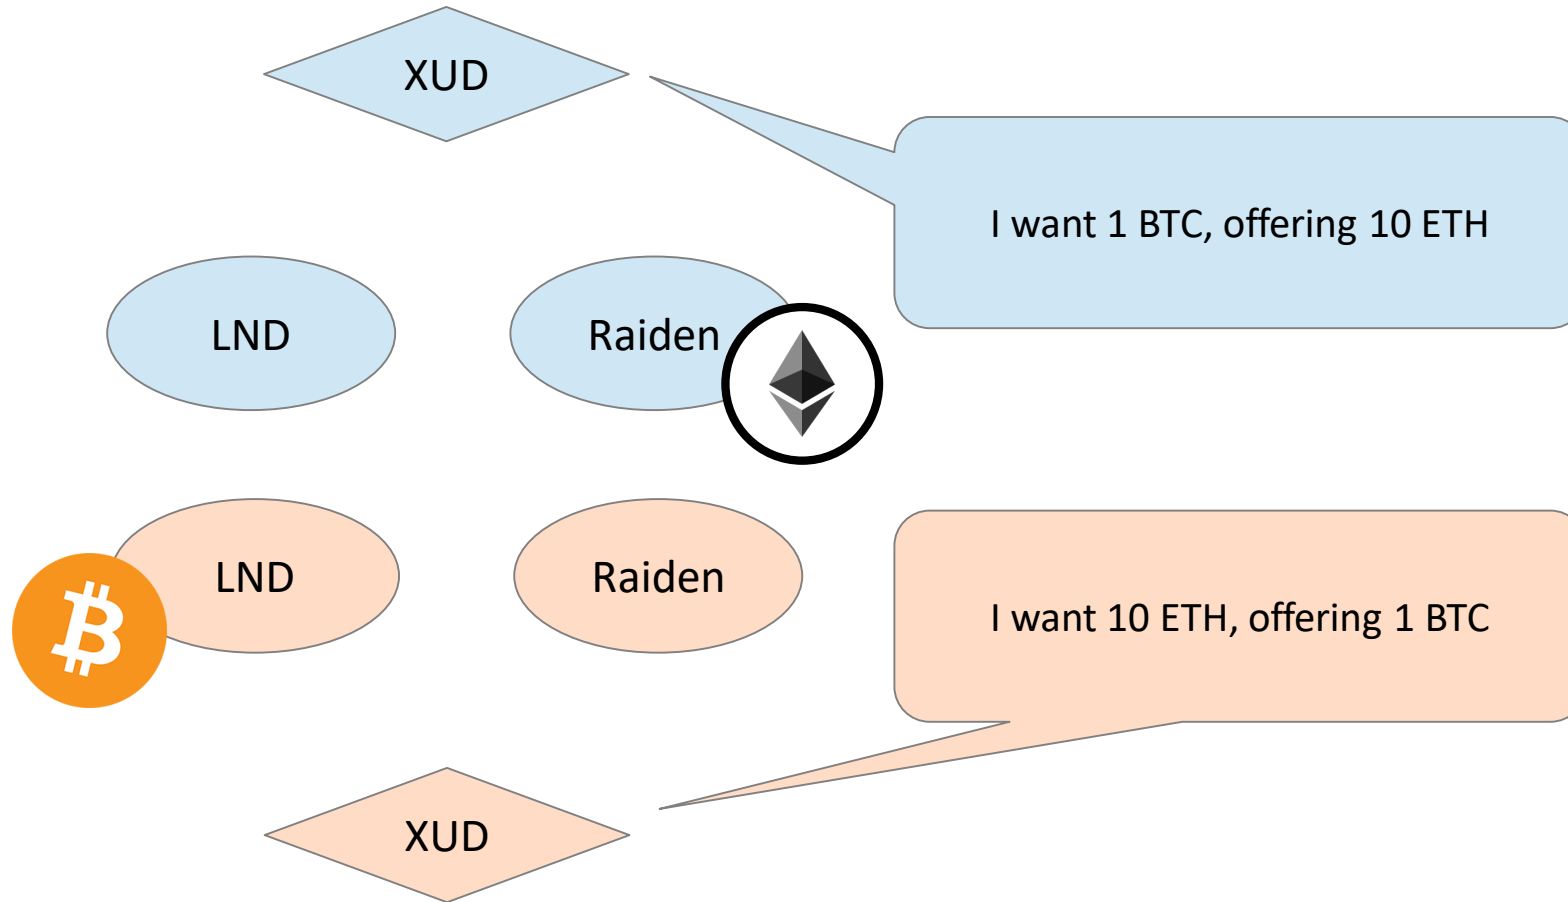 XUD
I want 1 BTC, offering 10 ETH
LND
Raiden
LND
Raiden
I want 10 ETH, offering 1 BTC
XUD